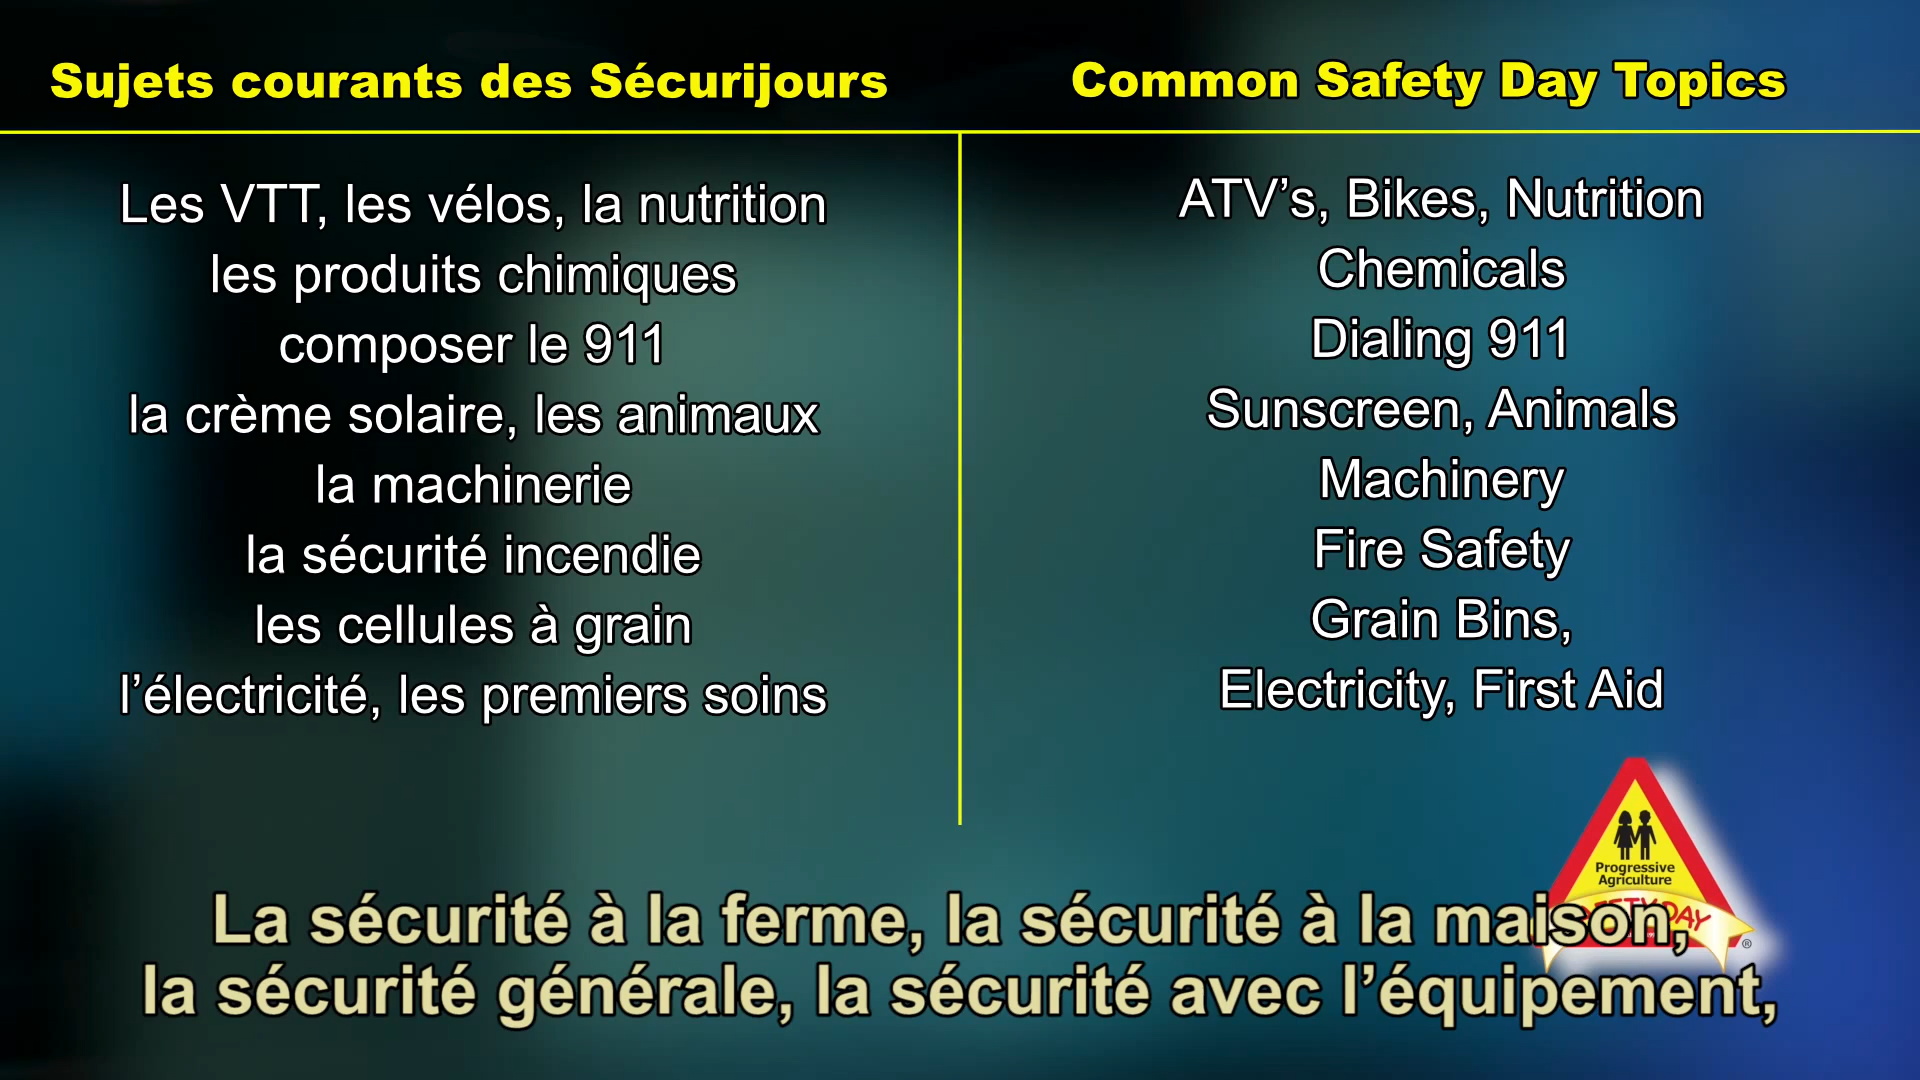 Sujets courants des Sécurijours
Les VTT, les vélos, la nutrition
les produits chimiques
composer le 911
la crème solaire, les animaux
la machinerie
la sécurité incendie
les cellules à grain
l’électricité, les premiers soins
Common Safety Day Topics
ATV’s, Bikes, Nutrition
Chemicals
Dialing 911
Sunscreen, Animals
Machinery
Fire Safety
Grain Bins,
Electricity, First Aid
Progressive
Agriculture
SAFETY DAY
®
La sécurité à la ferme, la sécurité à la maison,
la sécurité générale, la sécurité avec l’équipement,